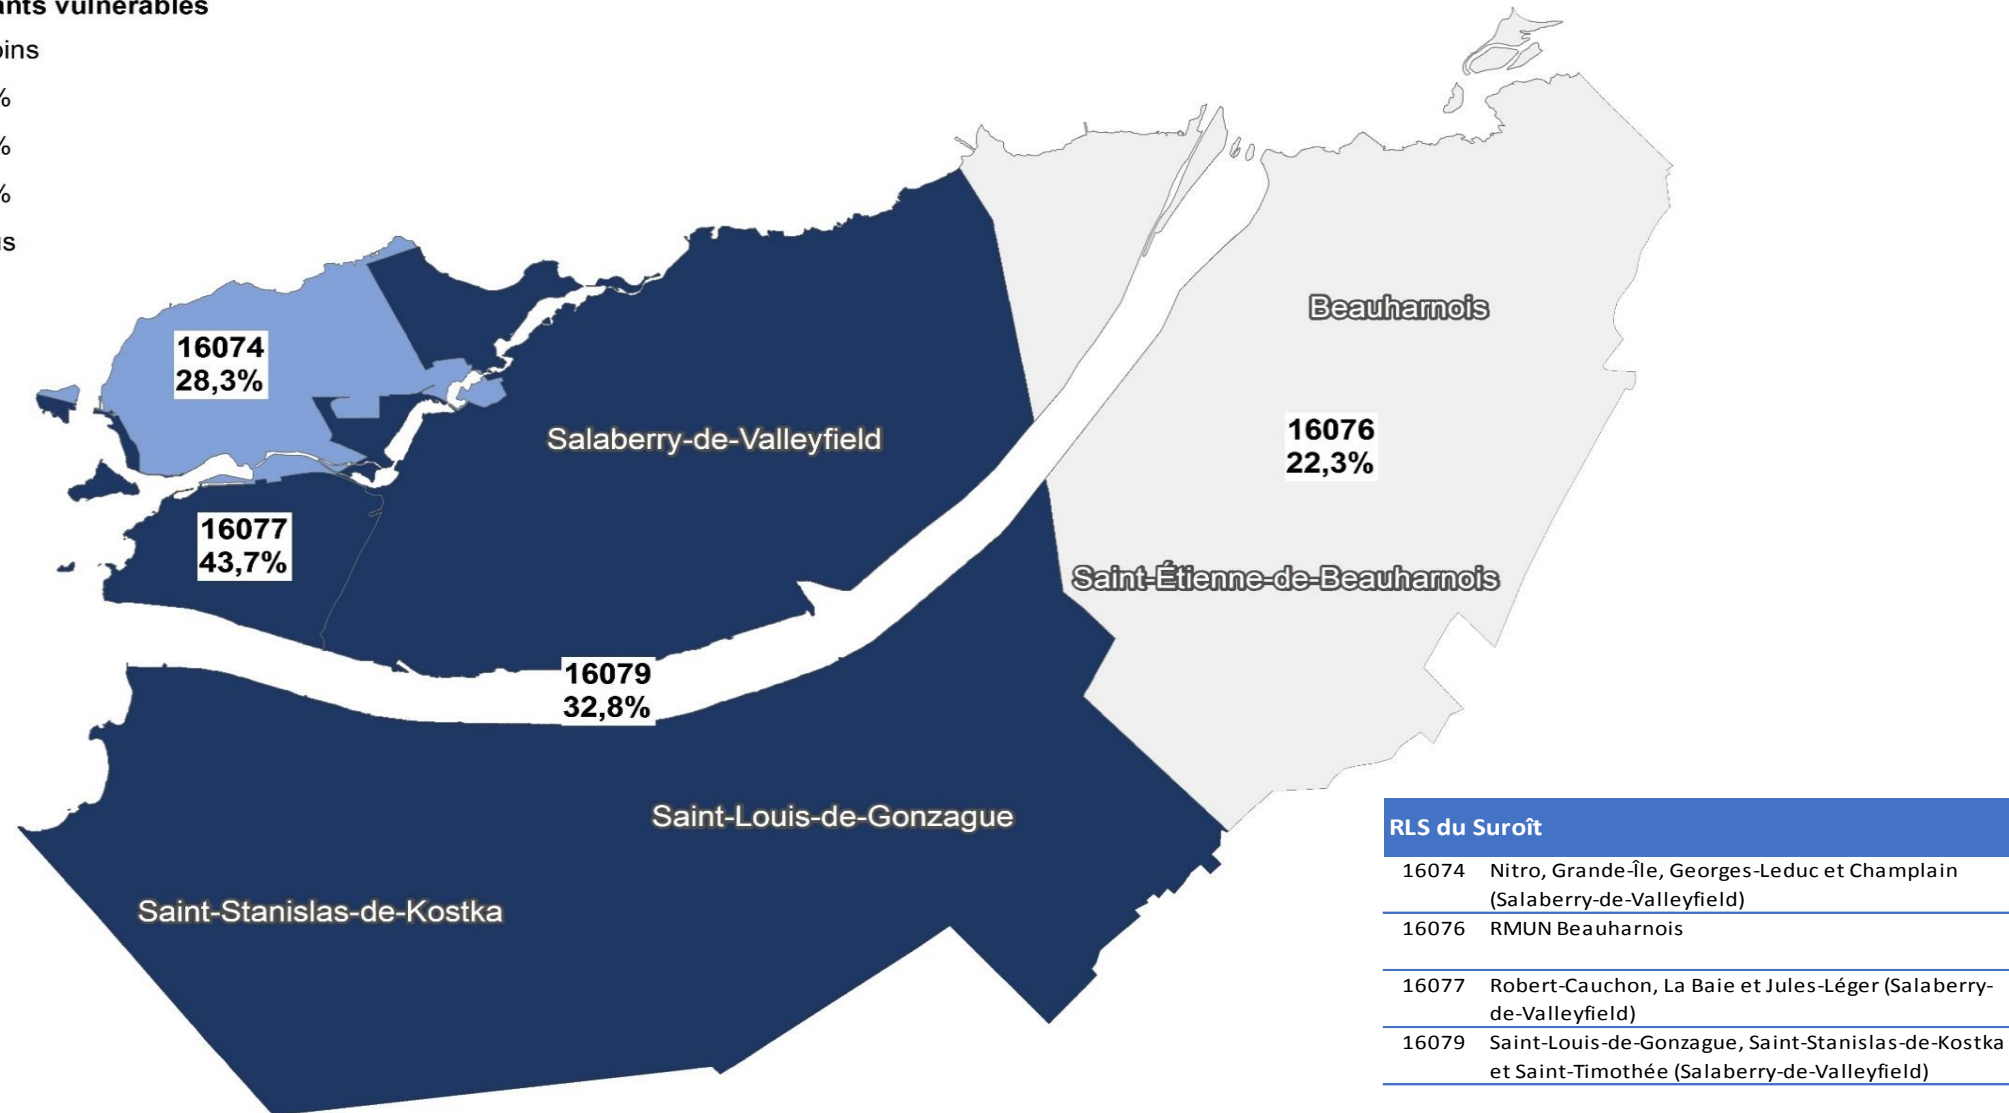 vulnérables
%
%
%
16074
28,3%
Beauharnois
Salaberry-de-Valleyfield
16076
22,3%
16077
43,7%
Saint-Étienne-de-Beauharnois
16079
32,8%
Saint-Louis-de-Gonzague
Saint-Stanislas-de-Kostka
RLS du Suroît
16074 Nitro, Grande-Île, Georges-Leduc et Champlain
(Salaberry-de-Valleyfield)
16076 RMUN Beauharnois
16077 Robert-Cauchon, La Baie et Jules-Léger (Salaberry-
de-Valleyfield)
16079 Saint-Louis-de-Gonzague, Saint-Stanislas-de-Kostka
et Saint-Timothée (Salaberry-de-Valleyfield)